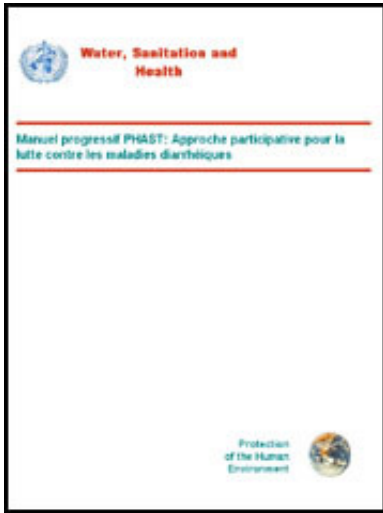 Water, Sanitation and
Health
Manuel progressif PHAST: Approche participative pour la
lutte contre les maladies diarrhéiques
Protection
of the Human
Environment